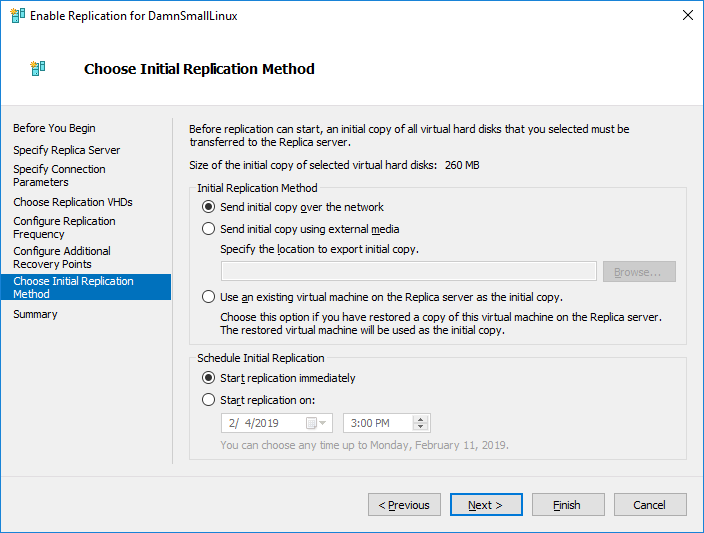 Enable Replication for DamnSmallLinux
Choose Initial Replication Method
Before You Begin
Specify Replica Server
Specify Connection
Parameters
Choose Replication VHDs
Configure Replication
Frequency
Configure Additional
Recovery Points
Choose Initial Replication
Method
Summary
Before replication can start, an initial copy of all virtual hard disks that you selected must be
transferred to the Replica server.
Size of the initial copy of selected virtual hard disks: 260 MB
Initial Replication Method
Send initial copy over the network
Send initial copy using external media
Specify the location to export initial copy.
Browse...
Use an existing virtual machine on the Replica server as the initial copy.
Choose this option if you have restored a copy of this virtual machine on the Replica server.
The restored virtual machine will be used as the initial copy.
Schedule Initial Replication
Start replication immediately
Start replication on:
2/ 4/2019 3:00 PM
You can choose any time up to Monday, February 11, 2019.
< Previous Next > Finish Cancel